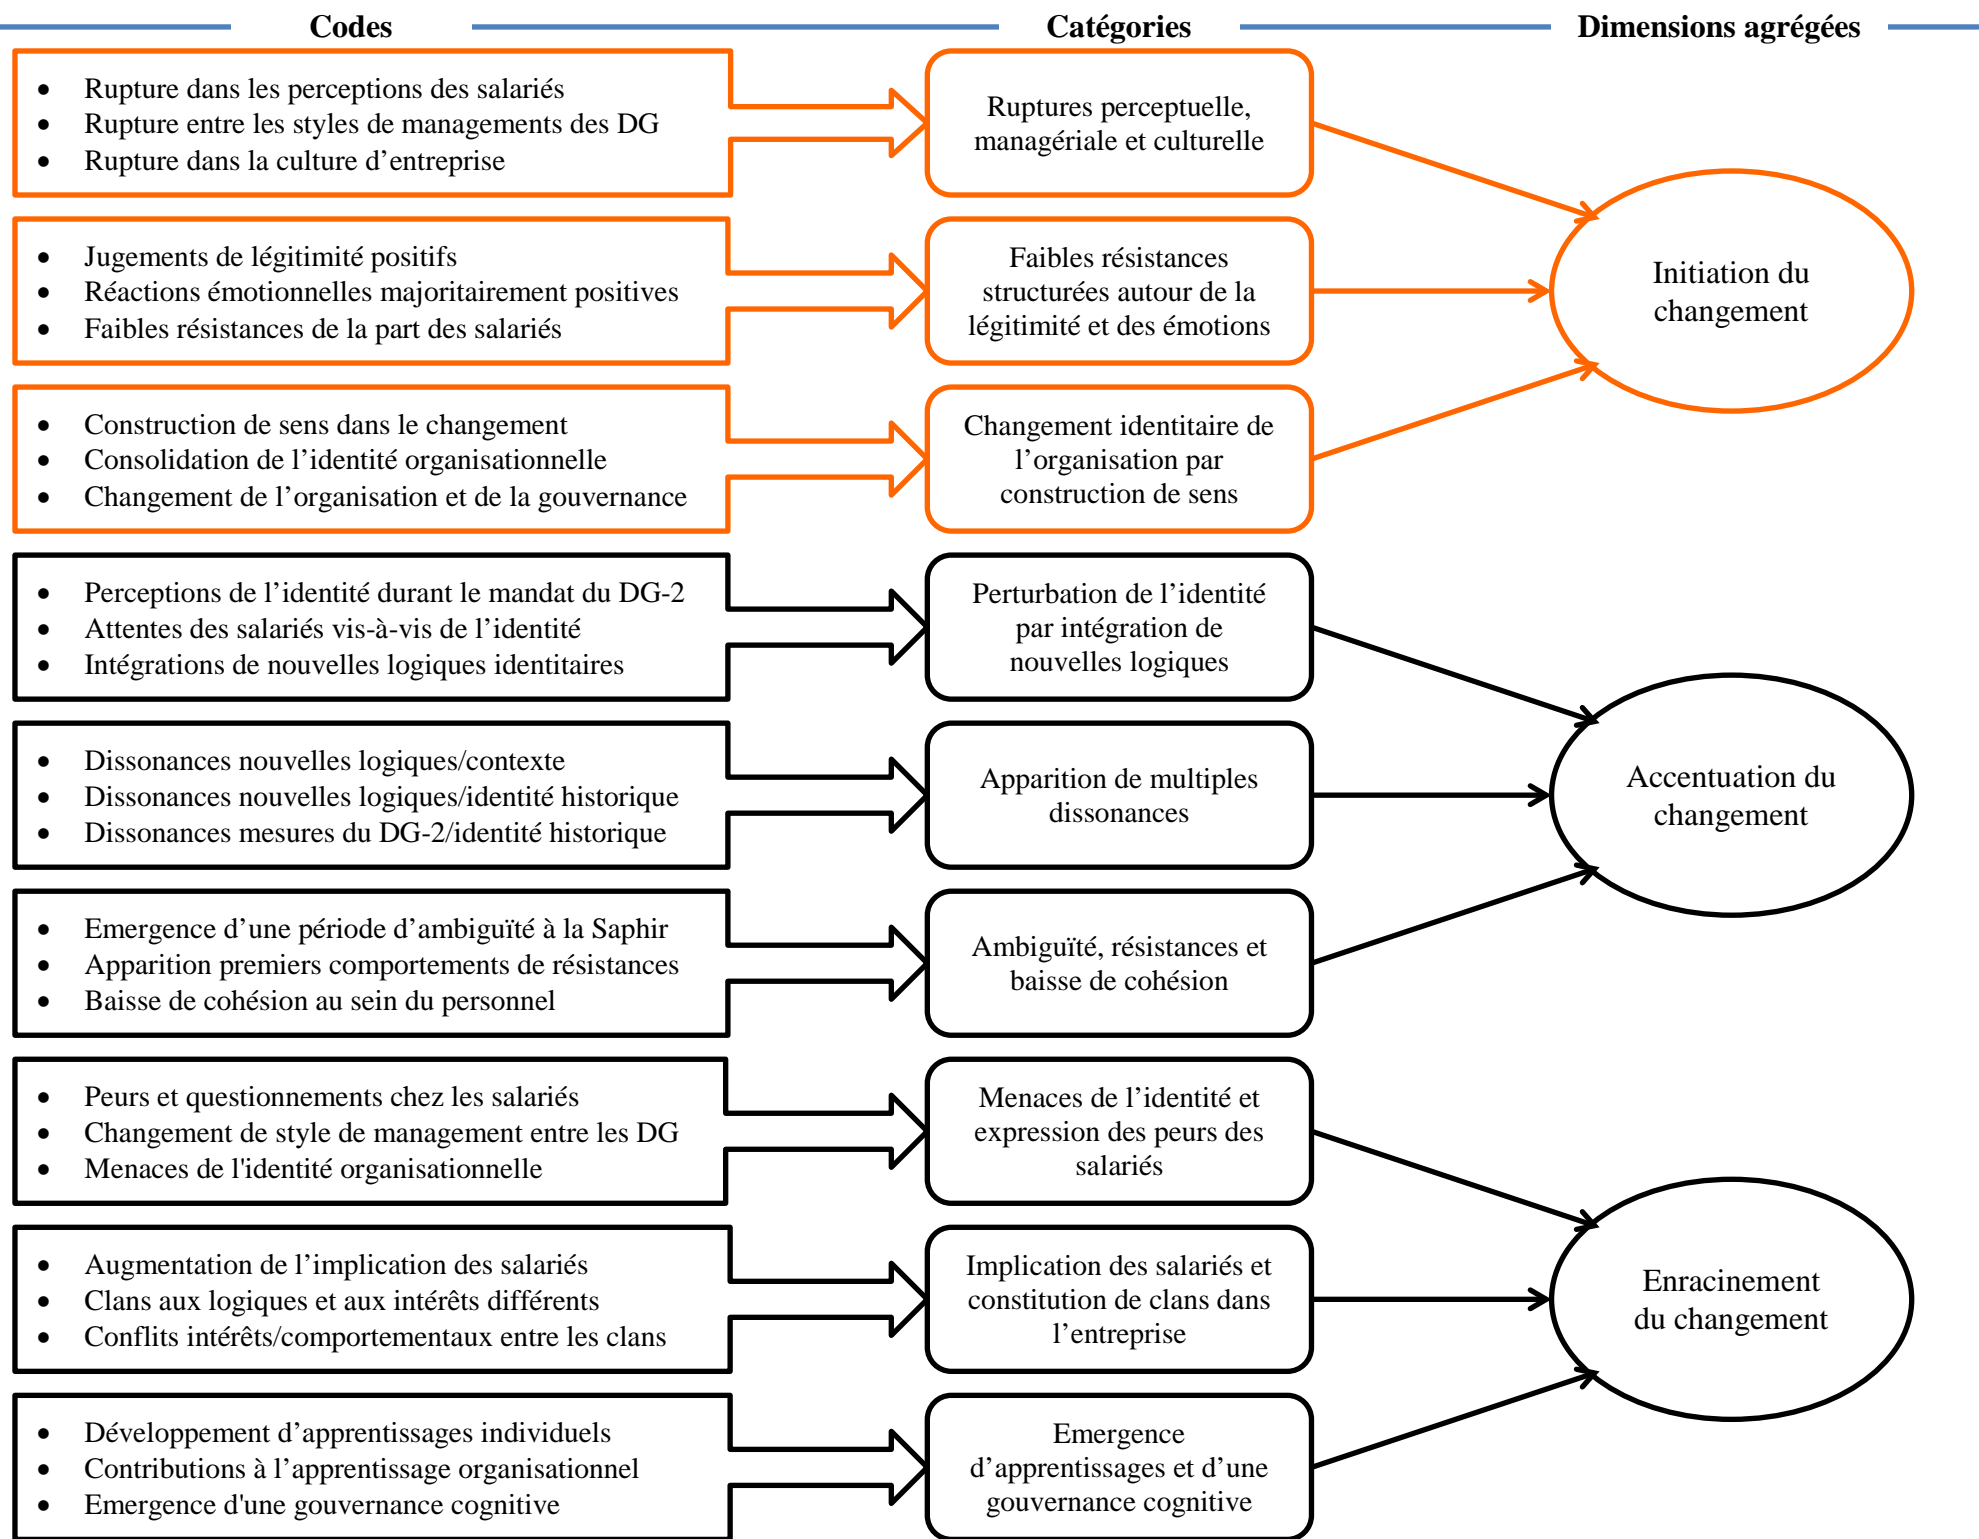 Codes
Catégories
Dimensions agrégées
• Rupture dans les perceptions des salariés
• Rupture entre les styles de managements des DG
• Rupture dans la culture d’entreprise
Ruptures perceptuelle,
managériale et culturelle
• Jugements de légitimité positifs
• Réactions émotionnelles majoritairement positives
• Faibles résistances de la part des salariés
Faibles résistances
structurées autour de la
légitimité et des émotions
Initiation du
changement
• Construction de sens dans le changement
• Consolidation de l’identité organisationnelle
• Changement de l’organisation et de la gouvernance
Changement identitaire de
l’organisation par
construction de sens
• Perceptions de l’identité durant le mandat du DG-2
• Attentes des salariés vis-à-vis de l’identité
• Intégrations de nouvelles logiques identitaires
Perturbation de l’identité
par intégration de
nouvelles logiques
• Dissonances nouvelles logiques/contexte
• Dissonances nouvelles logiques/identité historique
• Dissonances mesures du DG-2/identité historique
Apparition de multiples
dissonances
Accentuation du
changement
• Emergence d’une période d’ambiguïté à la Saphir
• Apparition premiers comportements de résistances
• Baisse de cohésion au sein du personnel
Ambiguïté, résistances et
baisse de cohésion
• Peurs et questionnements chez les salariés
• Changement de style de management entre les DG
• Menaces de l'identité organisationnelle
Menaces de l’identité et
expression des peurs des
salariés
• Augmentation de l’implication des salariés
• Clans aux logiques et aux intérêts différents
• Conflits intérêts/comportementaux entre les clans
Implication des salariés et
constitution de clans dans
l’entreprise
Enracinement
du changement
• Développement d’apprentissages individuels
• Contributions à l’apprentissage organisationnel
• Emergence d'une gouvernance cognitive
Emergence
d’apprentissages et d’une
gouvernance cognitive